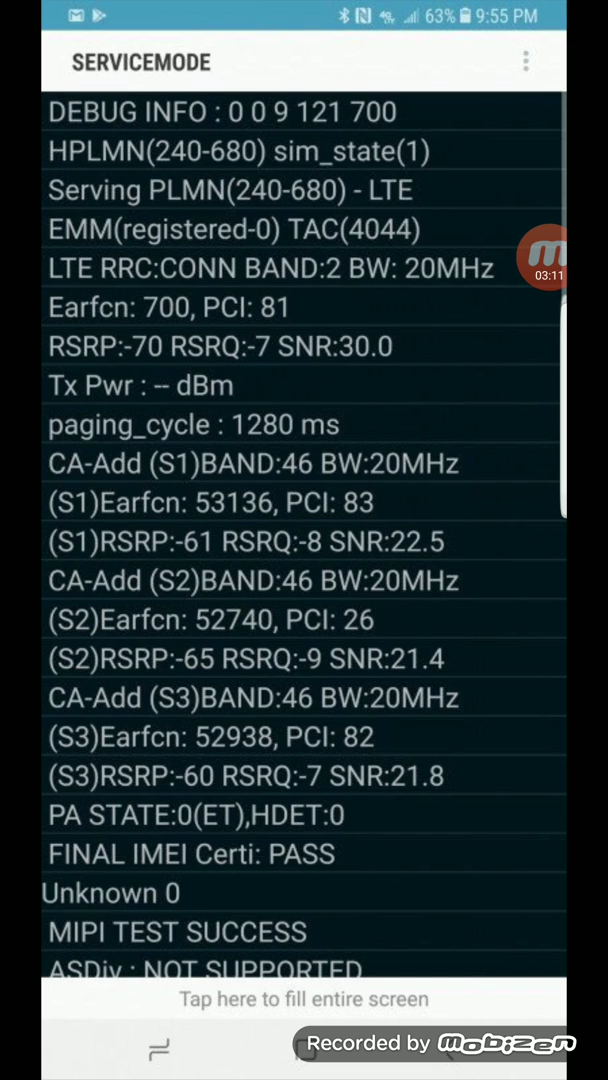 63% 9:55 PM
SERVICEMODE
DEBUG INFO : 0 0 9 121 700
HPLMN(240-680) sim_state(1)
Serving PLMN(240-680) - LTE
EMM(registered-0) TAC(4044)
LTE RRC:CONN BAND:2 BW: 20MHz
03:11
Earfcn: 700, PCI: 81
RSRP:-70 RSRQ:-7 SNR:30.0
Tx Pwr : -- dBm
paging_cycle : 1280 ms
CA-Add (S1)BAND:46 BW:20MHz
(S1)Earfcn: 53136, PCI: 83
(S1)RSRP:-61 RSRQ:-8 SNR:22.5
CA-Add (S2)BAND:46 BW:20MHz
(S2)Earfcn: 52740, PCI: 26
(S2)RSRP:-65 RSRQ:-9 SNR:21.4
CA-Add (S3)BAND:46 BW:20MHz
(S3)Earfcn: 52938, PCI: 82
(S3)RSRP:-60 RSRQ:-7 SNR:21.8
PA STATE:0(ET),HDET:0
FINAL IMEI Certi: PASS
Unknown 0
MIPI TEST SUCCESS
ASDiv : NOT SUPPORTED
Tap here to fill entire screen
Recorded by Mobizen